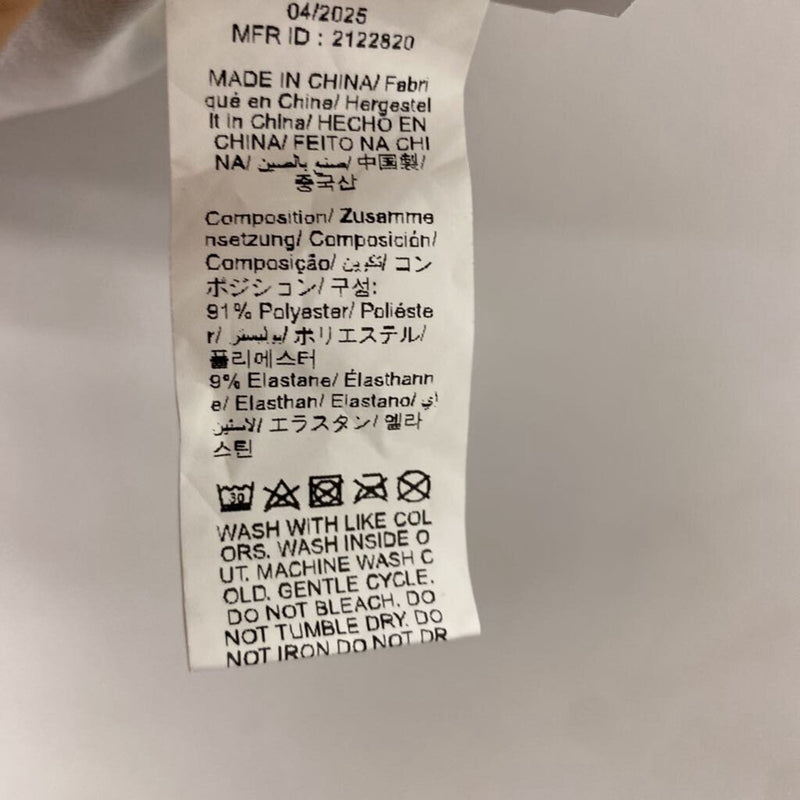 04/2025
MFR ID : 2122820
MADE IN CHINA/ Fabri
qué en Chine/ Hergestel
lt in China/ HECHO EN
CHINA/ FEITO NA CHI
NA/ صنع بالصين/ 中国製/
중국산
Composition/ Zusamme
nsetzung/ Composición/
Composição/ تكوين/ コン
ポジション/ 구성:
91% Polyester/ Poliéste
r/ بوليستر/ ポリエステル/
폴리에스터
9% Elastane/ Élasthann
e/ Elasthan/ Elastano/ إي
لاستين/ エラスタン/ 엘라
스틴
30
WASH WITH LIKE COL
ORS. WASH INSIDE O
UT. MACHINE WASH C
OLD. GENTLE CYCLE.
DO NOT BLEACH. DO
NOT TUMBLE DRY. DO
NOT IRON DO NOT DR